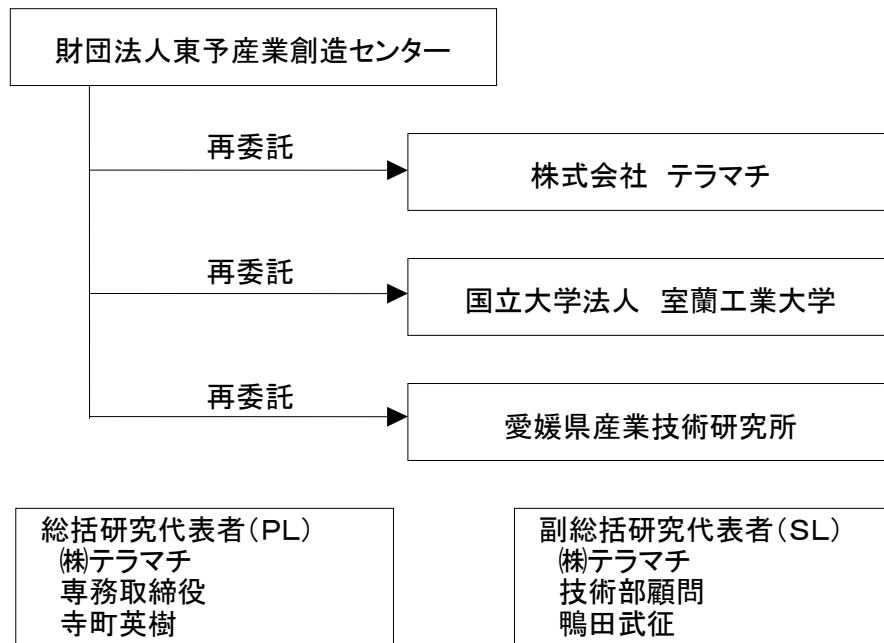 財団法人東予産業創造センター
再委託
株式会社　テラマチ
再委託
国立大学法人　室蘭工業大学
再委託
愛媛県産業技術研究所
総括研究代表者（ＰＬ）
㈱テラマチ
専務取締役
寺町英樹
副総括研究代表者（ＳＬ）
㈱テラマチ
技術部顧問
鴨田武征